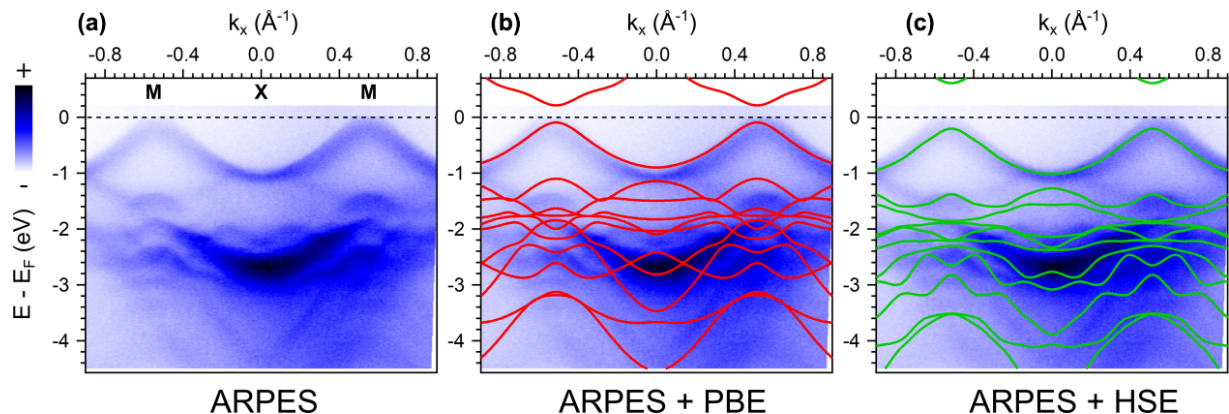 (a) kₓ (Å⁻¹)
-0.8 -0.4 0.0 0.4 0.8
+
-
E - E_F (eV)
0
-1
-2
-3
-4
M X M
ARPES
(b) kₓ (Å⁻¹)
-0.8 -0.4 0.0 0.4 0.8
0
-1
-2
-3
-4
ARPES + PBE
(c) kₓ (Å⁻¹)
-0.8 -0.4 0.0 0.4 0.8
0
-1
-2
-3
-4
ARPES + HSE